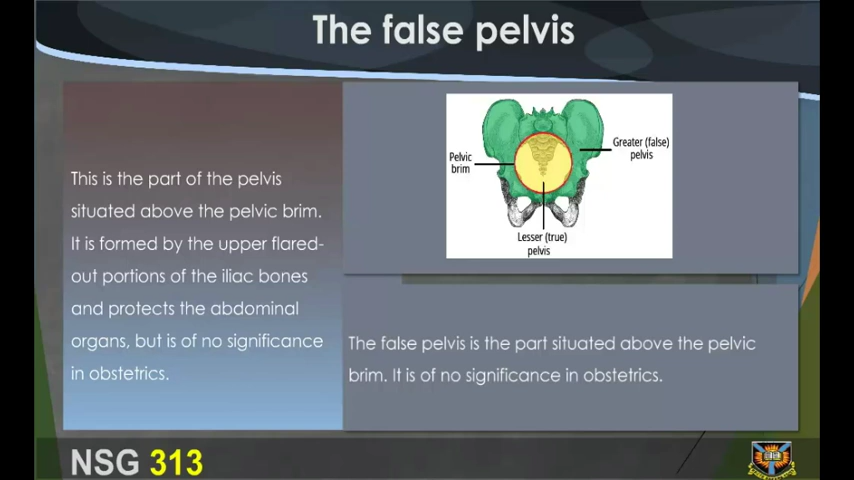 The false pelvis
This is the part of the pelvis
situated above the pelvic brim.
It is formed by the upper flared-
out portions of the iliac bones
and protects the abdominal
organs, but is of no significance
in obstetrics.
Pelvic
brim
Greater (false)
pelvis
Lesser (true)
pelvis
The false pelvis is the part situated above the pelvic
brim. It is of no significance in obstetrics.
NSG 313